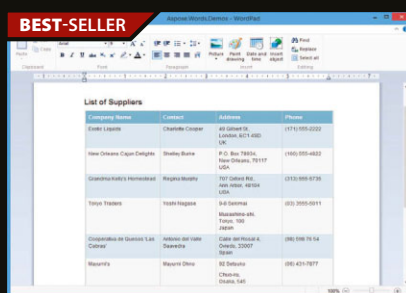 BEST-SELLER
Aspose.Words.Demos - WordPad
Paste
Copy
Picture
Paint drawing
Date and time
Insert object
Find
Replace
Select all
Clipboard
Font
Paragraph
Insert
Editing
List of Suppliers
Company Name Contact Address Phone
Exotic Liquids Charlotte Cooper 49 Gilbert St. (171) 555-2222
London, EC1 4SD
UK
New Orleans Cajun Delights Shelley Burke P.O. Box 78934, (100) 555-4822
New Orleans, 70117
USA
Grandma Kelly's Homestead Regina Murphy 707 Oxford Rd. (313) 555-5735
Ann Arbor, 48104
USA
Tokyo Traders Yoshi Nagase 9-8 Sekimai (03) 3555-5011
Musashino-shi,
Tokyo, 100
Japan
Cooperativa de Quesos 'Las Antonio del Valle Calle del Rosal 4, (98) 598 76 54
Cabras' Saavedra Oviedo, 33007
Spain
Mayumi's Mayumi Ohno 92 Setsuko (06) 431-7877
Chuo-ku,
Osaka, 545
100%